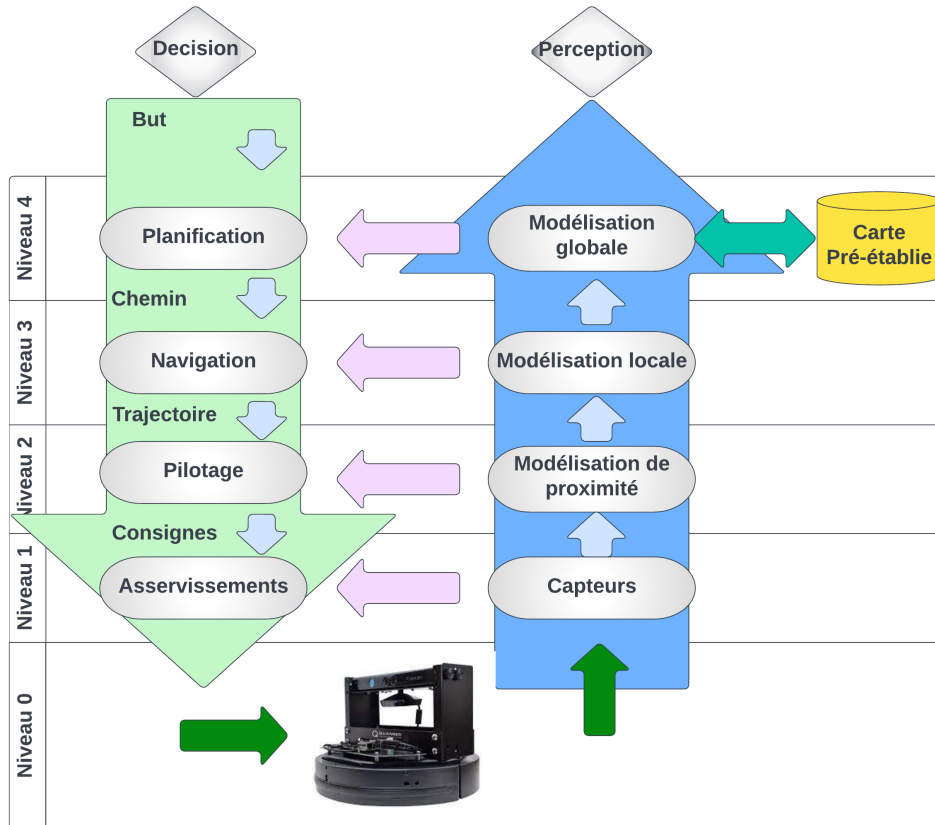 Decision
Perception
But
Niveau 4
Planification
Modélisation
globale
Carte
Pré-établie
Chemin
Niveau 3
Navigation
Modélisation locale
Trajectoire
Niveau 2
Pilotage
Modélisation de
proximité
Consignes
Niveau 1
Asservissements
Capteurs
Niveau 0
QUANSER